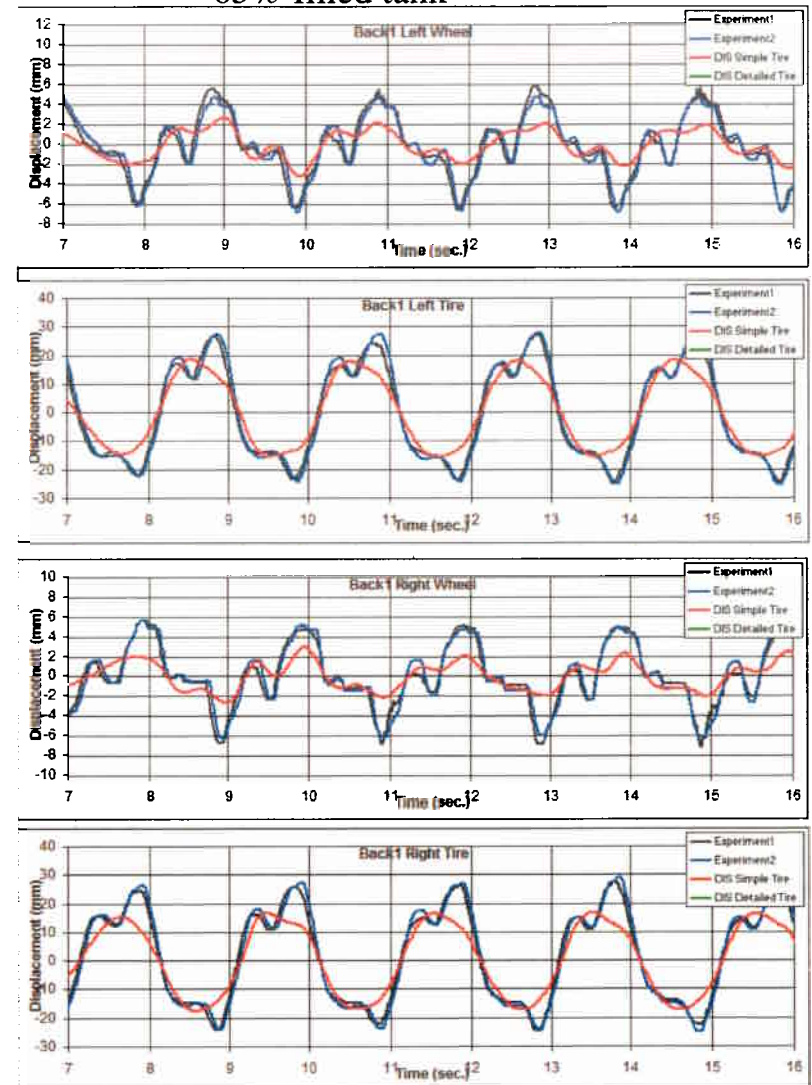 65% filled tank
Back1 Left Wheel
Experiment1
Experiment2
DIS Simple Tire
DIS Detailed Tire
Displacement (mm)
12
10
8
6
4
2
0
-2
-4
-6
-8
7 8 9 10 11 12 13 14 15 16
Time (sec.)
Back1 Left Tire
Experiment1
Experiment2
DIS Simple Tire
DIS Detailed Tire
Displacement (mm)
40
30
20
10
0
-10
-20
-30
7 8 9 10 11 12 13 14 15 16
Time (sec.)
Back1 Right Wheel
Experiment1
Experiment2
DIS Simple Tire
DIS Detailed Tire
Displacement (mm)
10
8
6
4
2
0
-2
-4
-6
-8
-10
7 8 9 10 11 12 13 14 15 16
Time (sec.)
Back1 Right Tire
Experiment1
Experiment2
DIS Simple Tire
DIS Detailed Tire
Displacement (mm)
40
30
20
10
0
-10
-20
-30
7 8 9 10 11 12 13 14 15 16
Time (sec.)